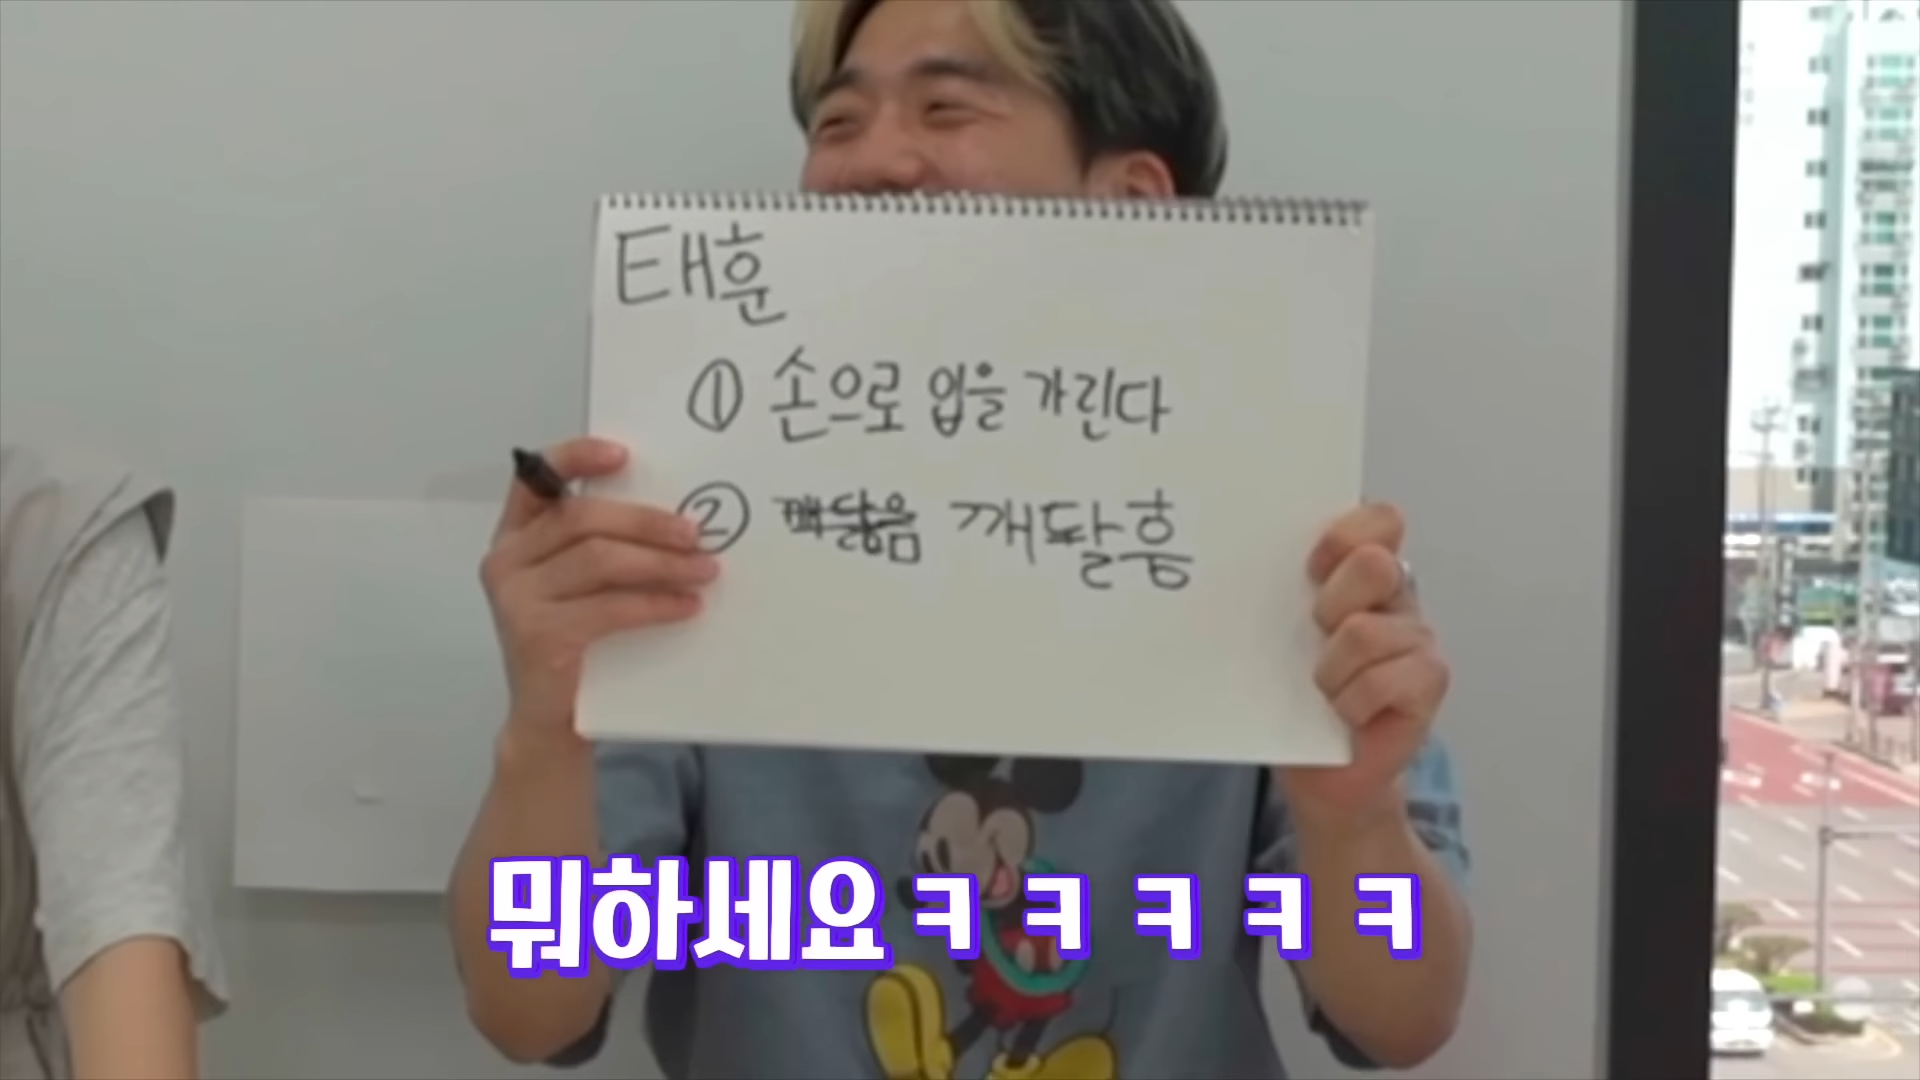 태훈
① 손으로 입을 가린다
② 깨달흠
뭐하세요ㅋㅋㅋㅋㅋ